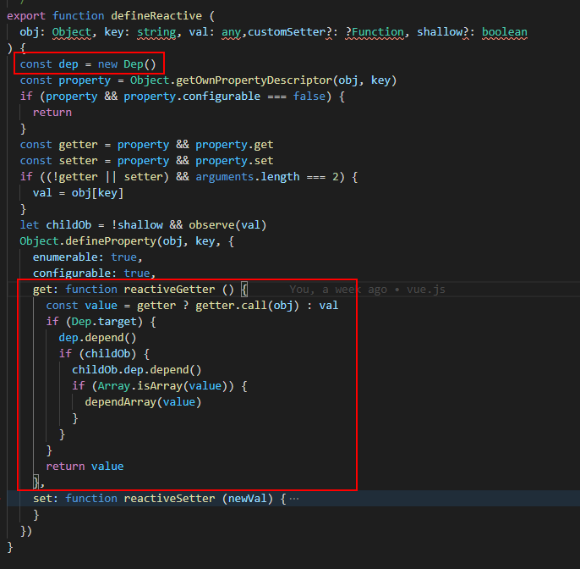 export function defineReactive (
  obj: Object, key: string, val: any,customSetter?: ?Function, shallow?: boolean
) {
  const dep = new Dep()
  const property = Object.getOwnPropertyDescriptor(obj, key)
  if (property && property.configurable === false) {
    return
  }
  const getter = property && property.get
  const setter = property && property.set
  if ((!getter || setter) && arguments.length === 2) {
    val = obj[key]
  }
  let childOb = !shallow && observe(val)
  Object.defineProperty(obj, key, {
    enumerable: true,
    configurable: true,
    get: function reactiveGetter () {      You, a week ago • vue.js
      const value = getter ? getter.call(obj) : val
      if (Dep.target) {
        dep.depend()
        if (childOb) {
          childOb.dep.depend()
          if (Array.isArray(value)) {
            dependArray(value)
          }
        }
      }
      return value
    },
    set: function reactiveSetter (newVal) { ···
    }
  })
}